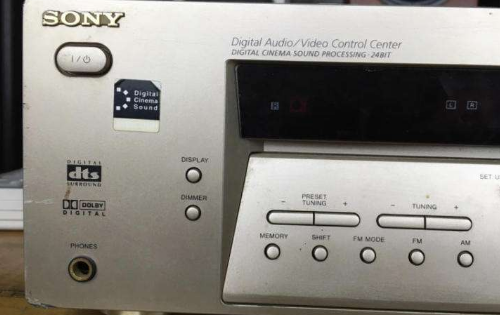 SONY
Digital Audio/Video Control Center
DIGITAL CINEMA SOUND PROCESSING·24BIT
I/⏻
Digital
Cinema
Sound
L R
DIGITAL
dts
SURROUND
DOLBY
DIGITAL
DISPLAY
DIMMER
PHONES
SET-U
PRESET
TUNING
- +
- TUNING +
MEMORY SHIFT FM MODE FM AM